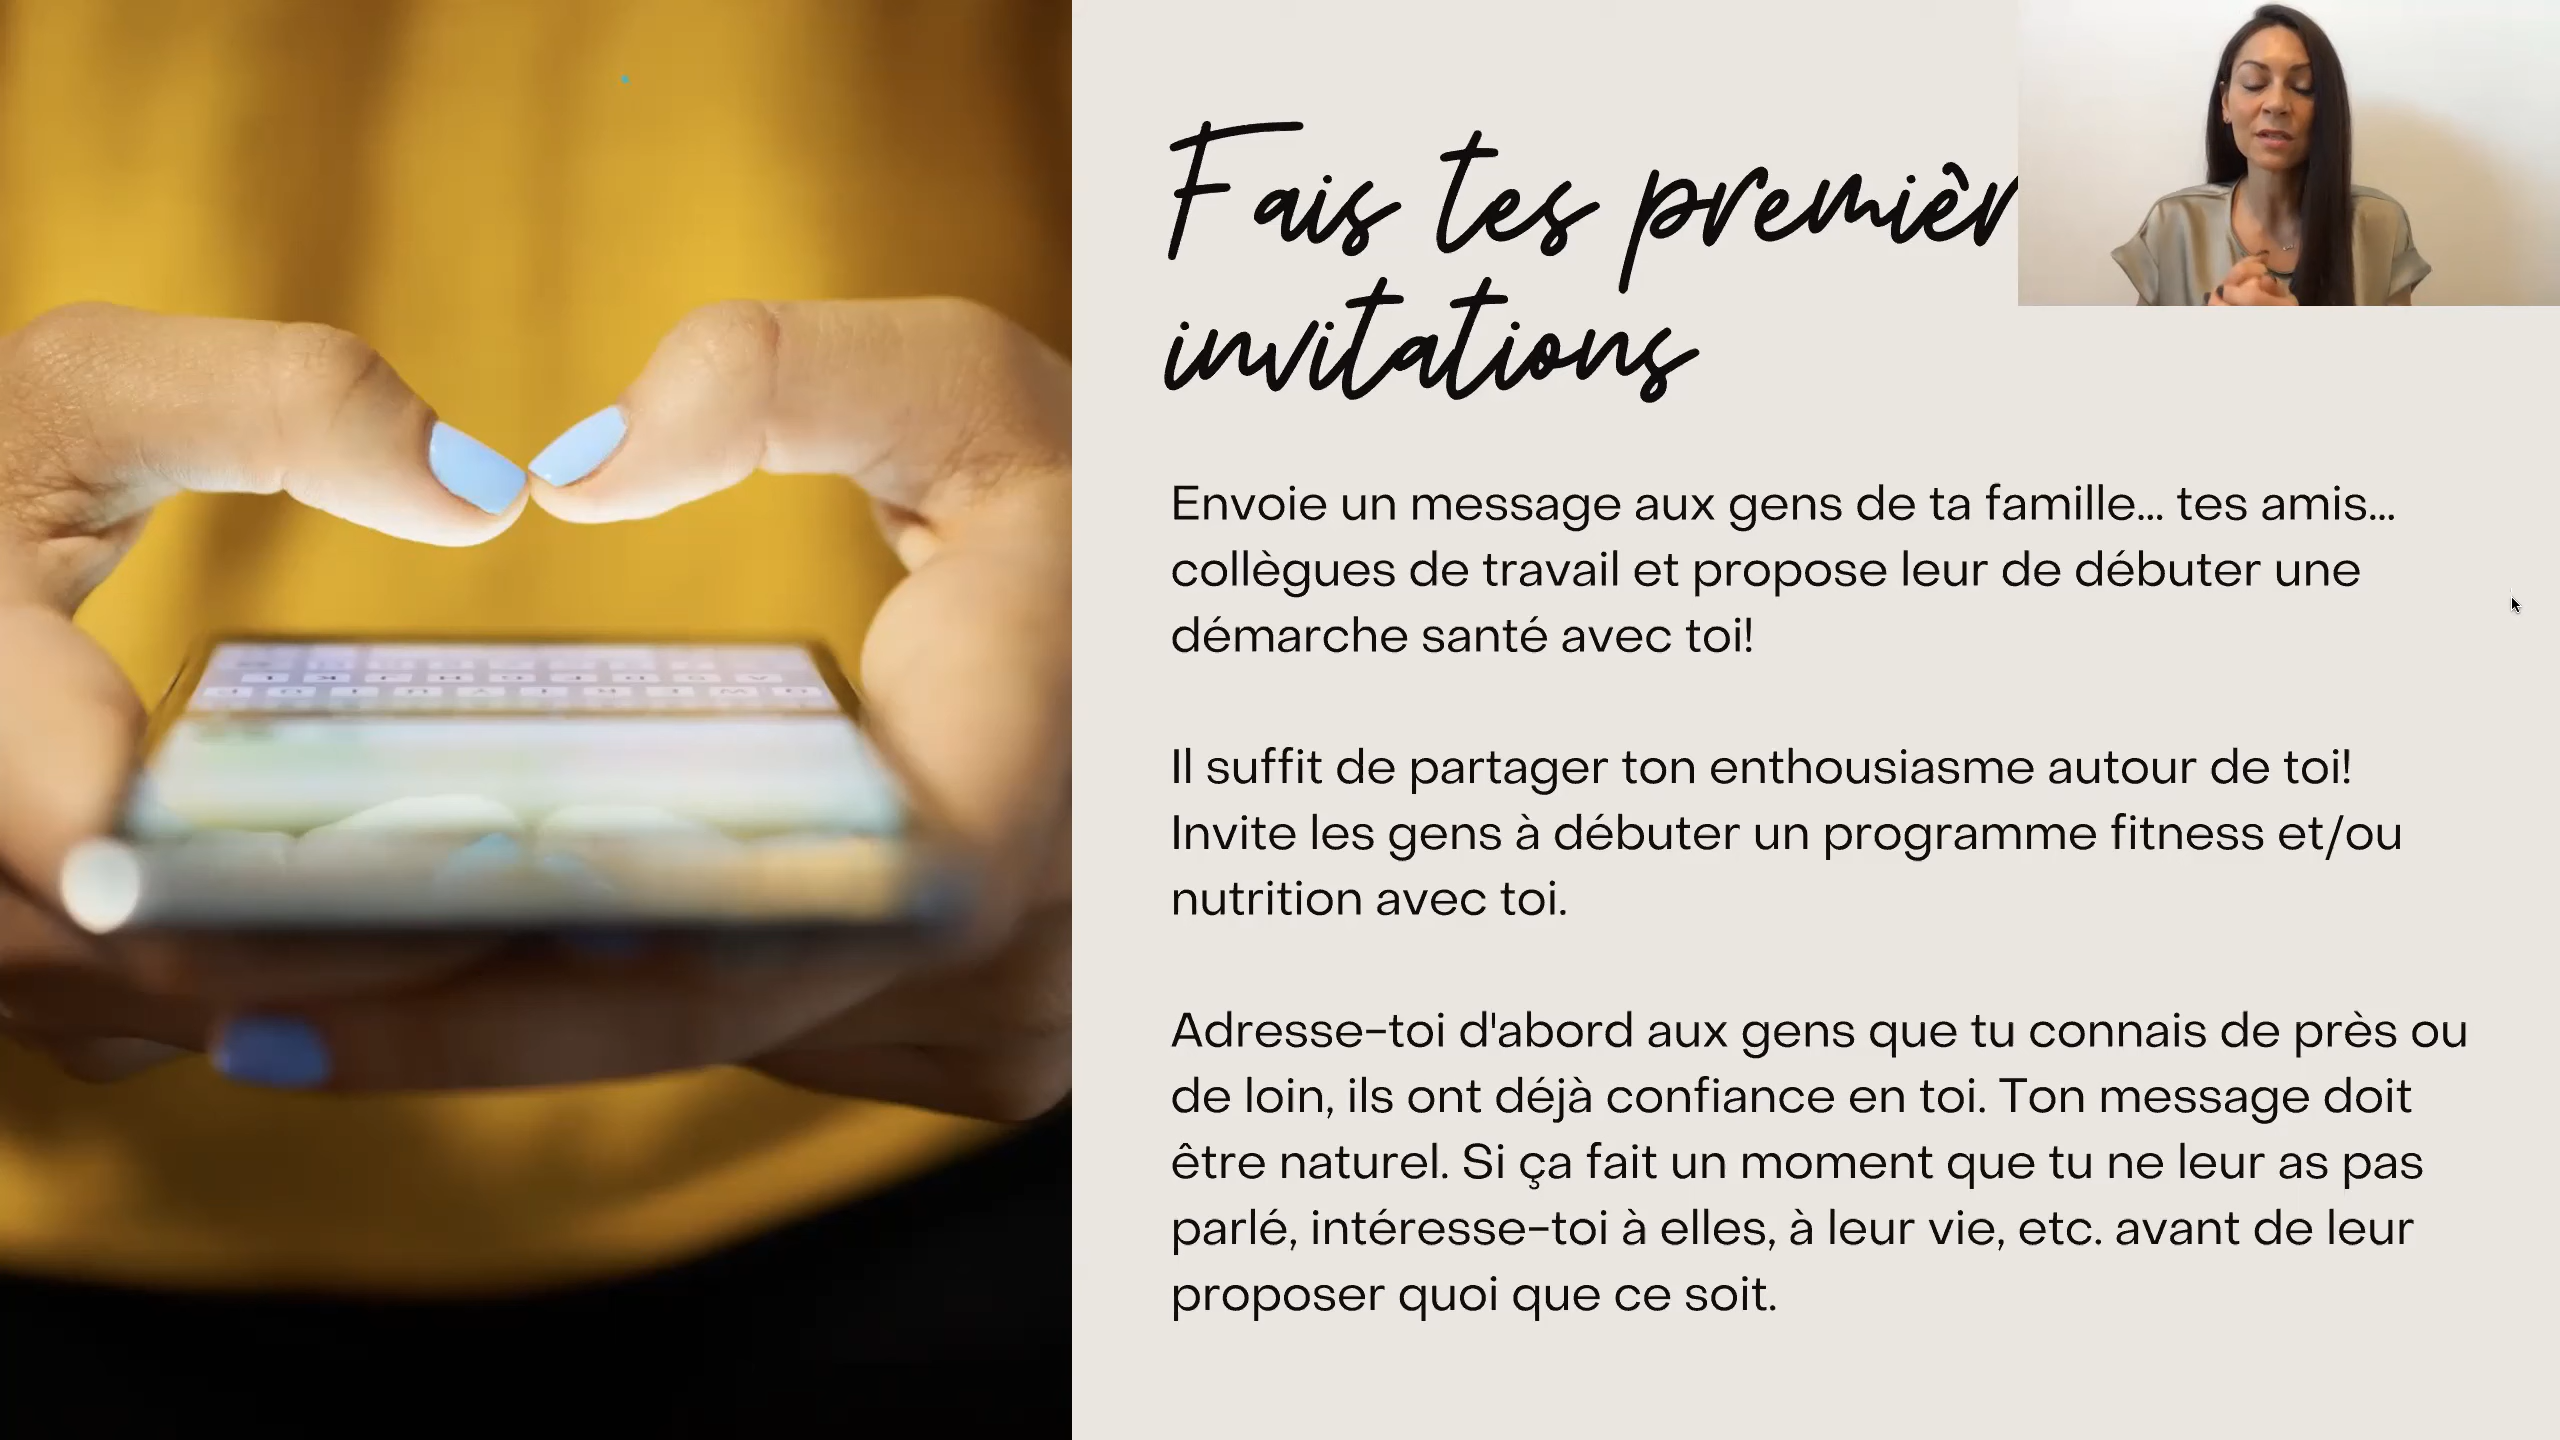 Fais tes premièr
invitations
Envoie un message aux gens de ta famille... tes amis...
collègues de travail et propose leur de débuter une
démarche santé avec toi!
Il suffit de partager ton enthousiasme autour de toi!
Invite les gens à débuter un programme fitness et/ou
nutrition avec toi.
Adresse-toi d'abord aux gens que tu connais de près ou
de loin, ils ont déjà confiance en toi. Ton message doit
être naturel. Si ça fait un moment que tu ne leur as pas
parlé, intéresse-toi à elles, à leur vie, etc. avant de leur
proposer quoi que ce soit.